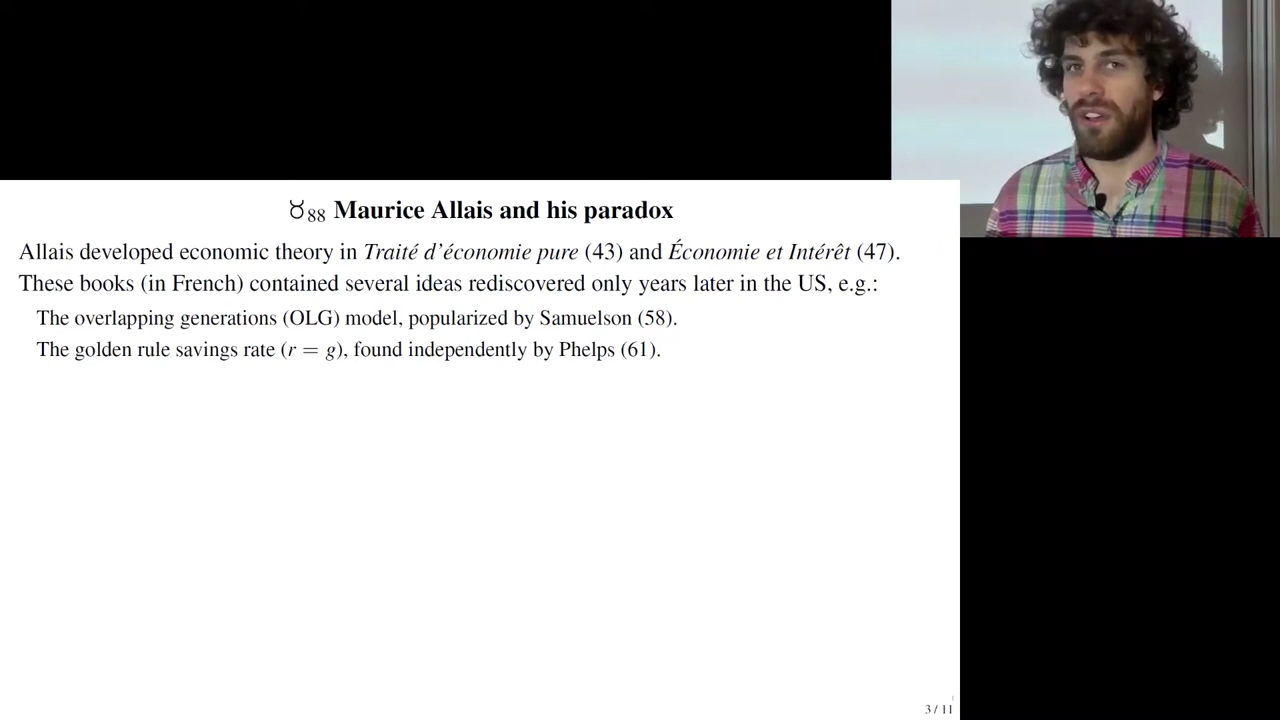 ♉88 Maurice Allais and his paradox
Allais developed economic theory in Traité d'économie pure (43) and Économie et Intérêt (47).
These books (in French) contained several ideas rediscovered only years later in the US, e.g.:
The overlapping generations (OLG) model, popularized by Samuelson (58).
The golden rule savings rate (r = g), found independently by Phelps (61).
3 / 11